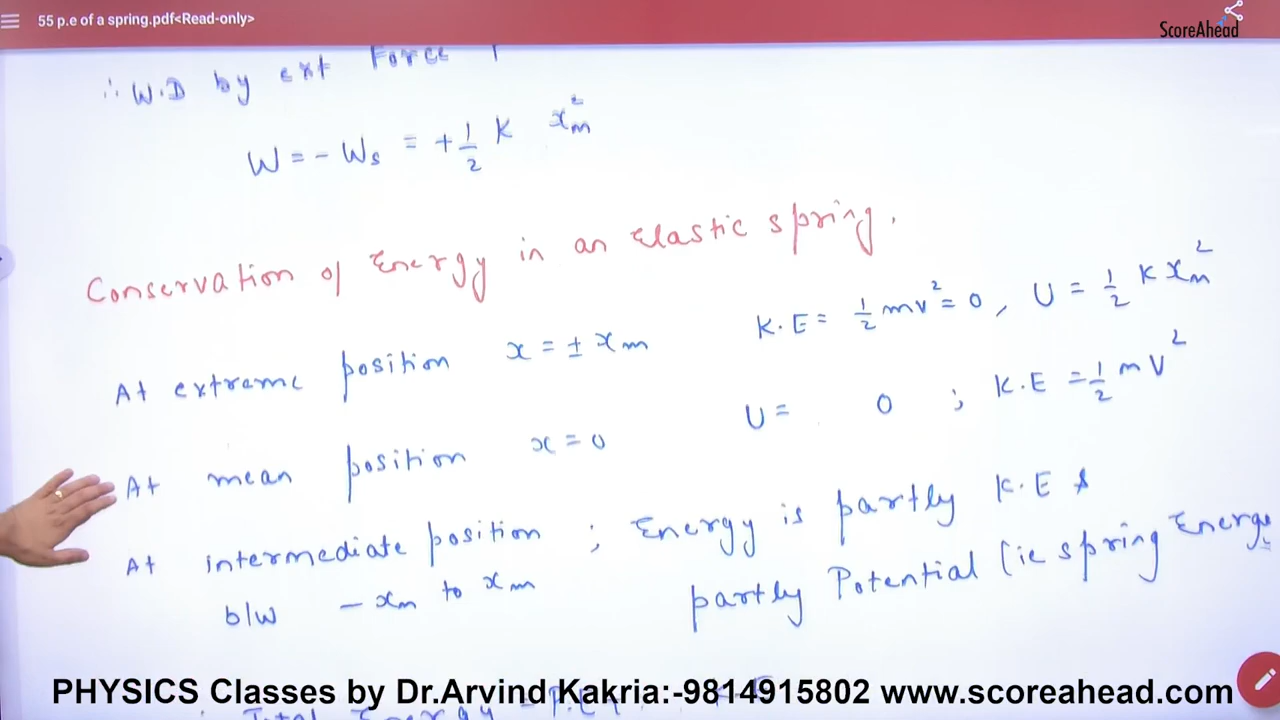 55 p.e of a spring.pdf<Read-only>
ScoreAhead
∴ W.D by ext Force
W = - Ws = + 1/2 K xm²
Conservation of Energy in an Elastic spring.
At extreme position x = ± xm K.E = 1/2 mv² = 0, U = 1/2 K xm²
At mean position x = 0 U = 0 ; K.E = 1/2 m v²
At intermediate position ; Energy is partly K.E &
b/w - xm to xm partly Potential (ie spring Energy
PHYSICS Classes by Dr.Arvind Kakria:-9814915802 www.scoreahead.com
∴ Total Energy =